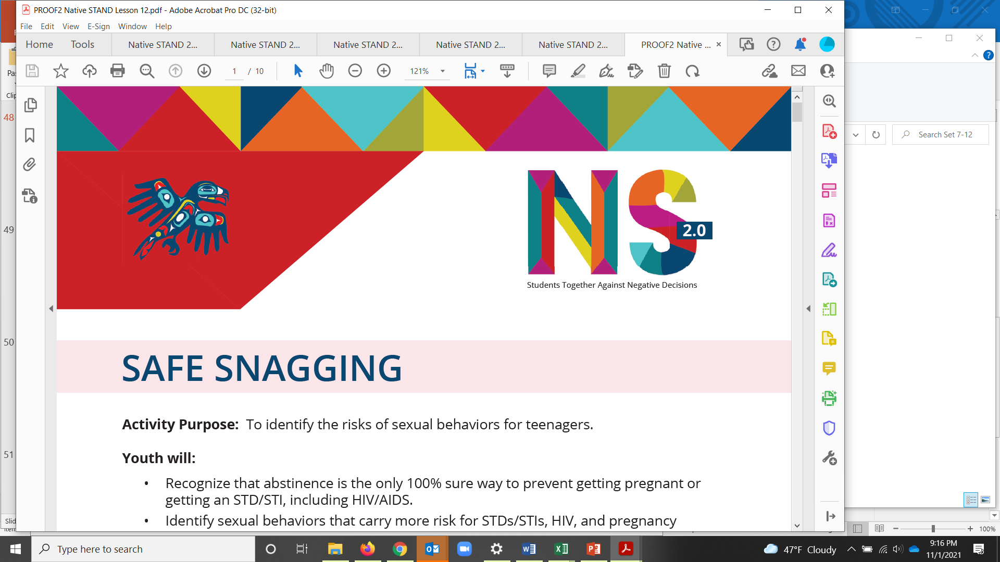 PROOF2 Native STAND Lesson 12.pdf - Adobe Acrobat Pro DC (32-bit)
File Edit View E-Sign Window Help
Home Tools Native STAND 2... Native STAND 2... Native STAND 2... Native STAND 2... Native STAND 2... PROOF2 Native ...
1 / 10 121%
Clip
48
49
50
51
Search Set 7-12
NS
2.0
Students Together Against Negative Decisions
SAFE SNAGGING
Activity Purpose: To identify the risks of sexual behaviors for teenagers.
Youth will:
• Recognize that abstinence is the only 100% sure way to prevent getting pregnant or
getting an STD/STI, including HIV/AIDS.
• Identify sexual behaviors that carry more risk for STDs/STIs, HIV, and pregnancy
Slid
100%
Type here to search
47°F Cloudy
9:16 PM
11/1/2021